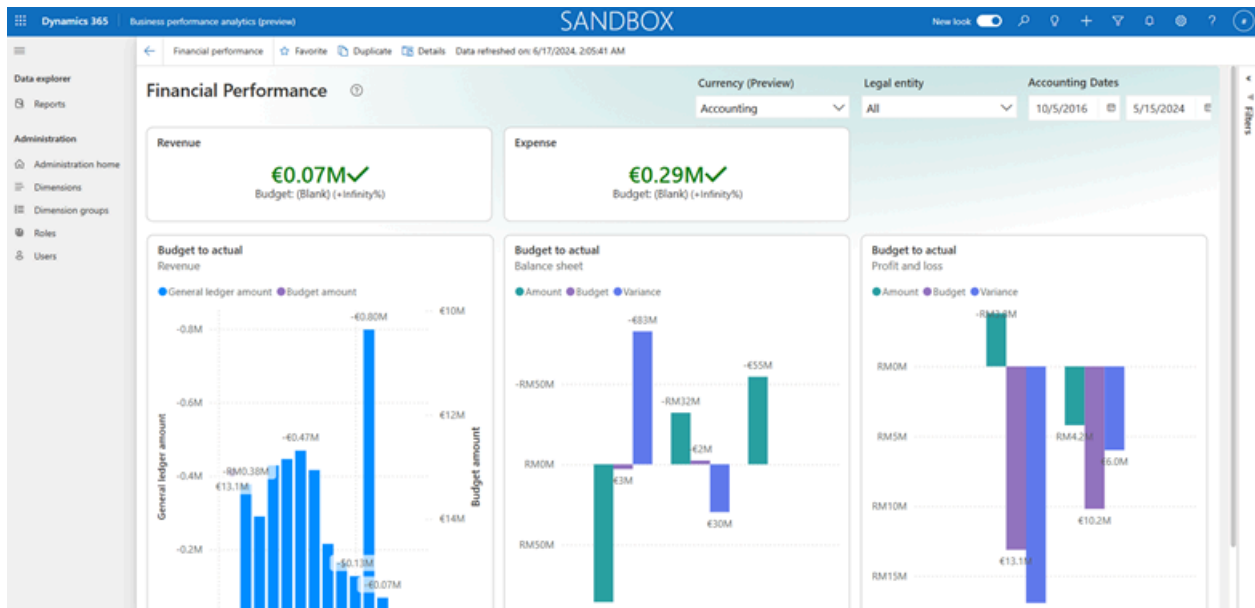 Dynamics 365 Business performance analytics (preview) SANDBOX New look
Financial performance Favorite Duplicate Details Data refreshed on: 6/17/2024, 2:05:41 AM
Data explorer
Reports
Administration
Administration home
Dimensions
Dimension groups
Roles
Users
Financial Performance
Currency (Preview) Legal entity Accounting Dates
Accounting All 10/5/2016 5/15/2024
Filters
Revenue
€0.07M
Budget: (Blank) (+Infinity%)
Expense
€0.29M
Budget: (Blank) (+Infinity%)
Budget to actual
Revenue
General ledger amount Budget amount
-€0.80M €10M
-0.8M
-0.6M
€12M
-€0.47M
-RM0.38M
-0.4M
€13.1M
€14M
-0.2M
-$0.13M
-€0.07M
General ledger amount
Budget amount
Budget to actual
Balance sheet
Amount Budget Variance
-€83M
-€55M
-RM50M
-RM32M
-€2M
RM0M
€3M
€30M
RM50M
Budget to actual
Profit and loss
Amount Budget Variance
RM0M
RM5M
RM4.2M
€6.0M
RM10M
€10.2M
€13.1M
RM15M